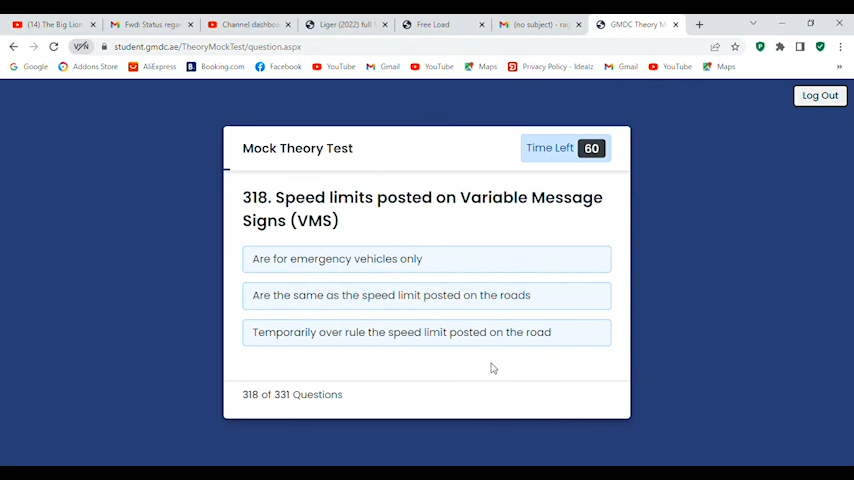 (14) The Big Lion
Fwd: Status regar
Channel dashboa
Liger (2022) full
Free Load
(no subject) - rag
GMDC Theory M
VPN
student.gmdc.ae/TheoryMockTest/question.aspx
Google
Addons Store
AliExpress
Booking.com
Facebook
YouTube
Gmail
YouTube
Maps
Privacy Policy - Idealz
Gmail
YouTube
Maps
Log Out
Mock Theory Test
Time Left 60
318. Speed limits posted on Variable Message
Signs (VMS)
Are for emergency vehicles only
Are the same as the speed limit posted on the roads
Temporarily over rule the speed limit posted on the road
318 of 331 Questions